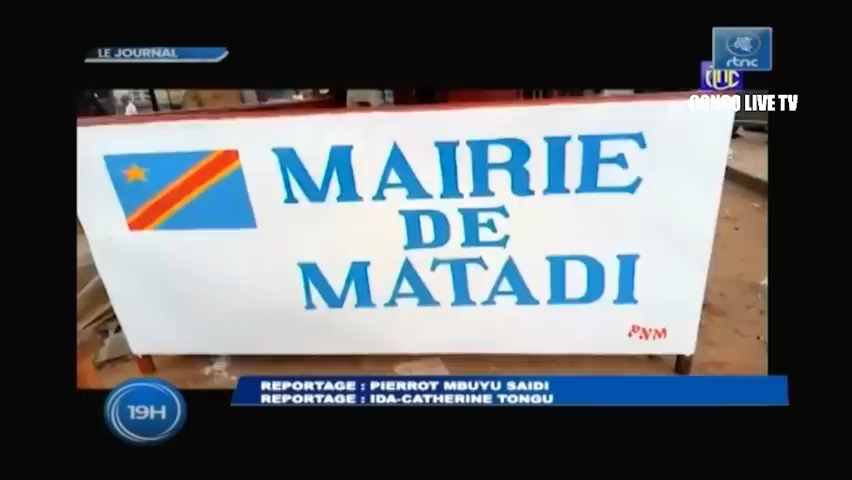 LE JOURNAL
rtnc
CONGO LIVE TV
MAIRIE
DE
MATADI
PNM
REPORTAGE : PIERROT MBUYU SAIDI
REPORTAGE : IDA-CATHERINE TONGU
19H